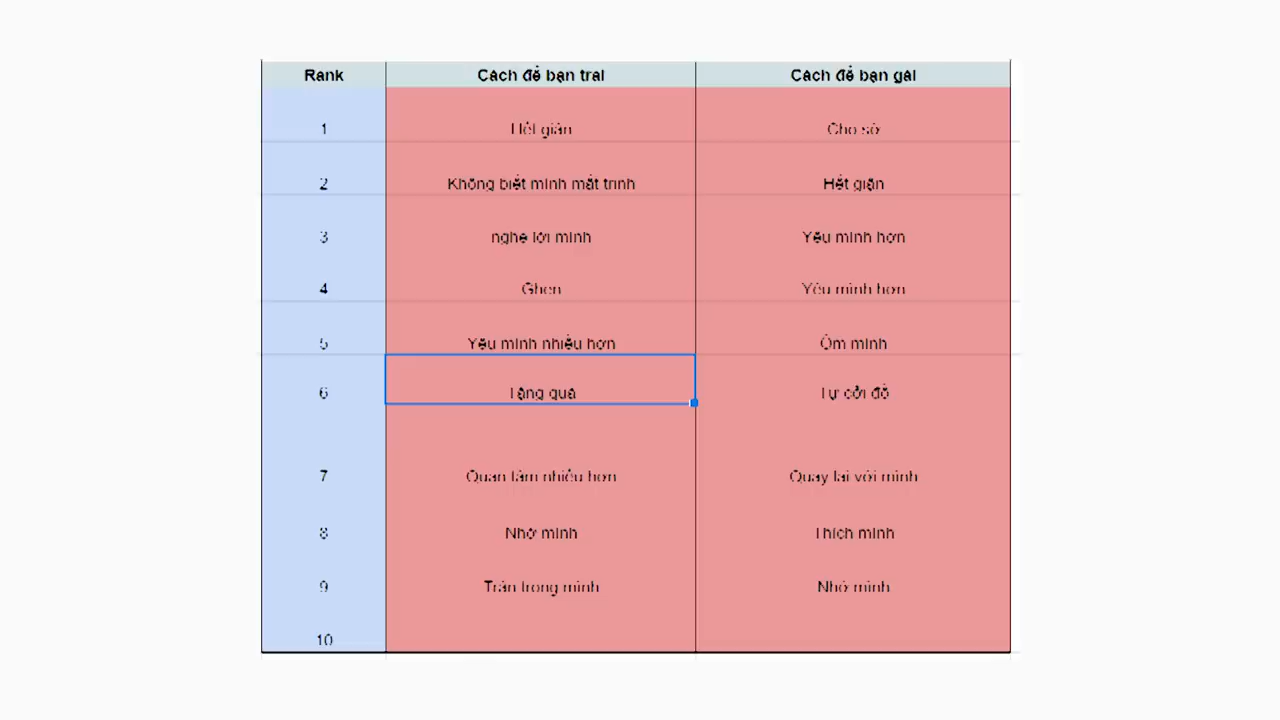 Rank Cách để bạn trai Cách để bạn gái
1 Hết giận Cho sờ
2 Không biết mình mất trinh Hết giận
3 nghe lời mình Yêu mình hơn
4 Ghen Yêu mình hơn
5 Yêu mình nhiều hơn Ôm mình
6 Tặng quà Tự cởi đồ
7 Quan tâm nhiều hơn Quay lại với mình
8 Nhớ mình Thích mình
9 Trân trọng mình Nhớ mình
10